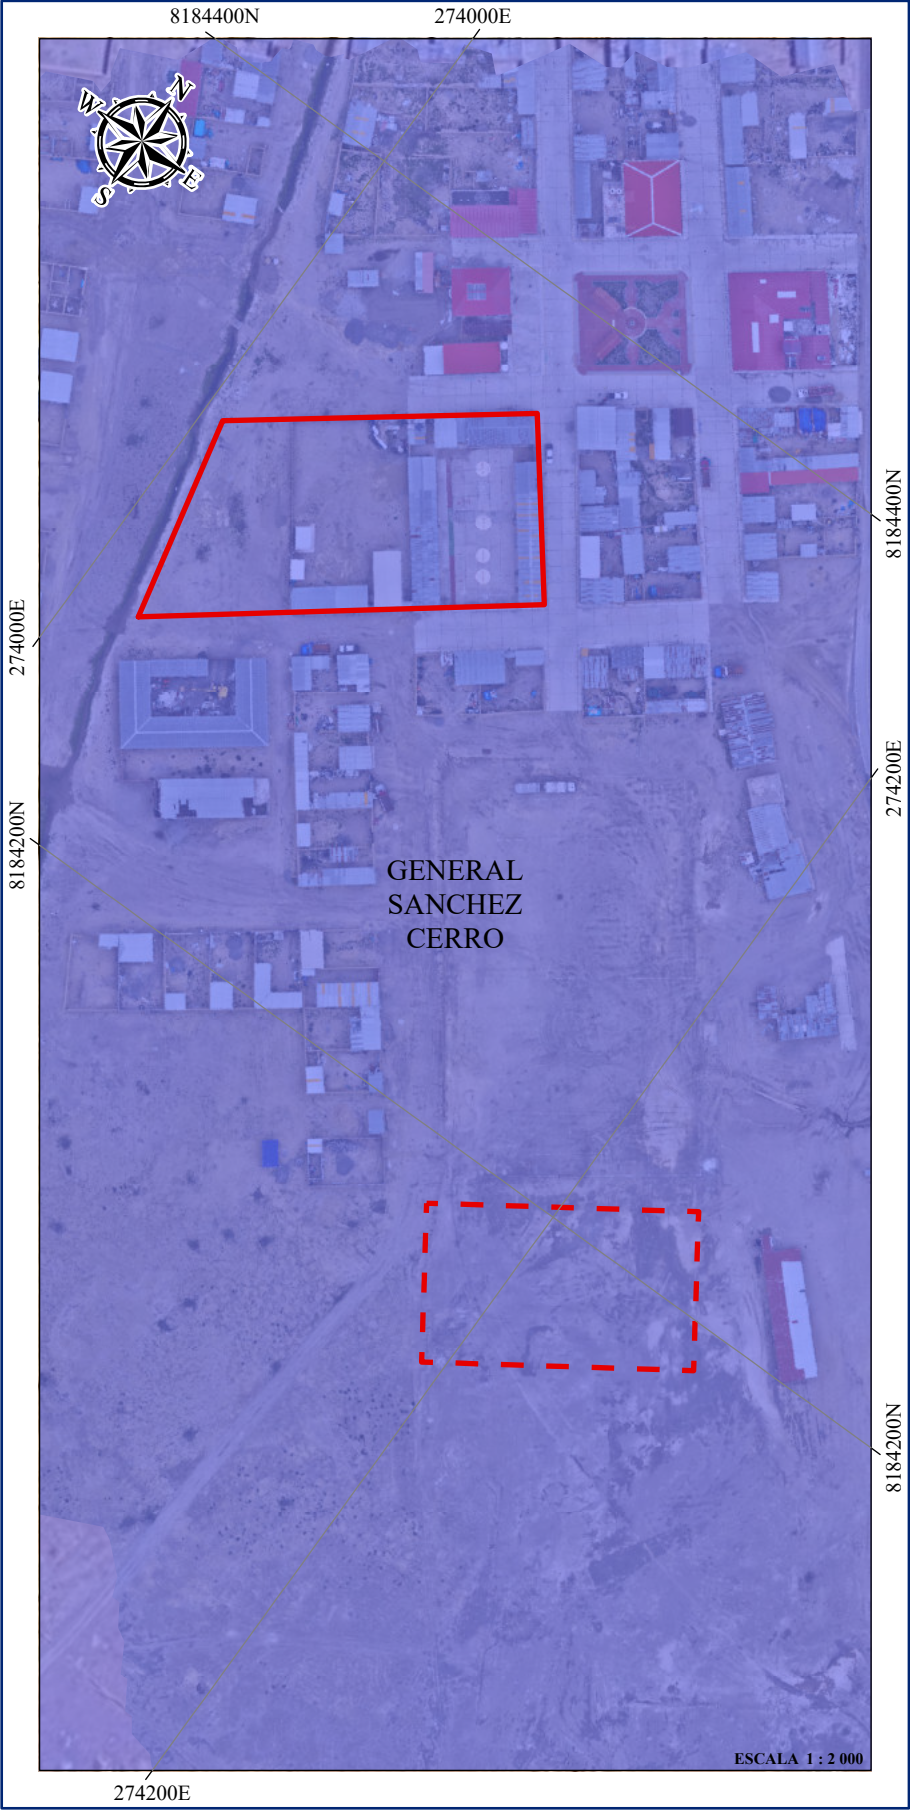 8184400N
274000E
N
W
E
S
8184400N
274000E
274200E
8184200N
GENERAL
SANCHEZ
CERRO
8184200N
ESCALA 1 : 2 000
274200E